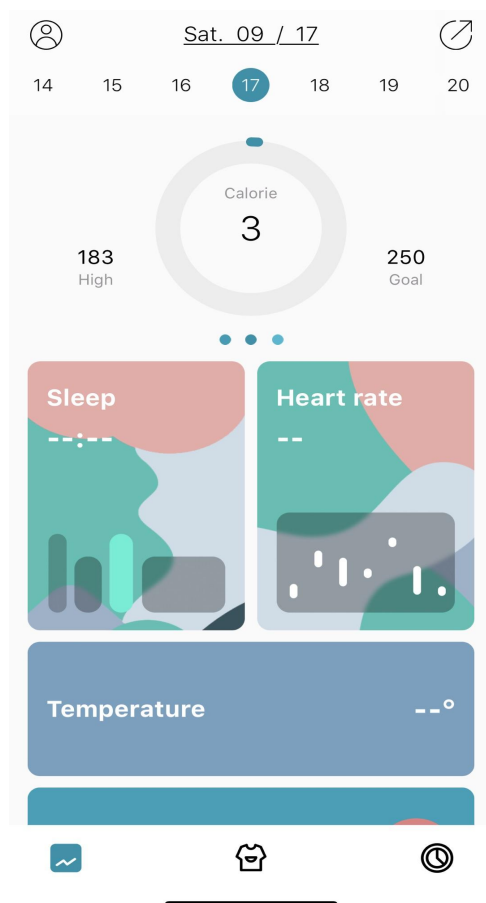 Sat. 09 / 17
14 15 16 17 18 19 20
Calorie
3
183
High
250
Goal
Sleep
--:--
Heart rate
--
Temperature
--°